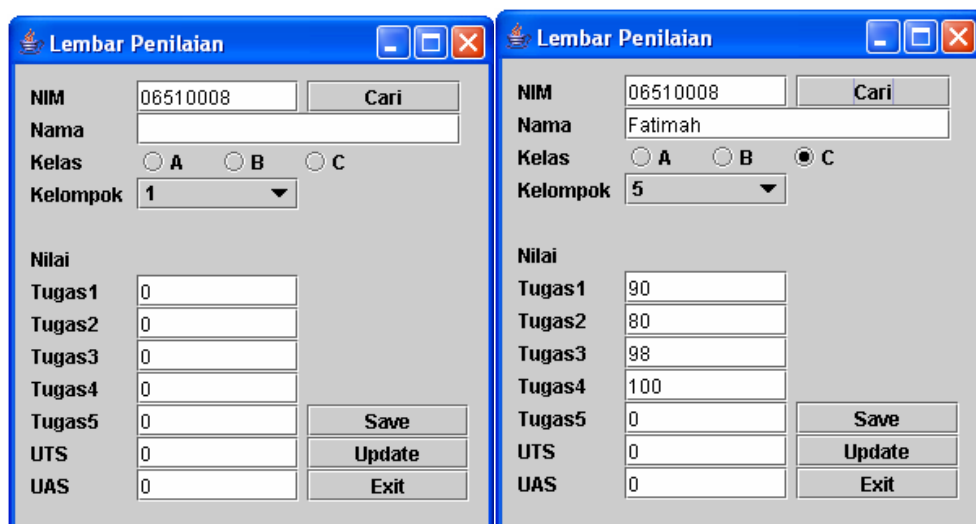 Lembar Penilaian
NIM 06510008 Cari
Nama
Kelas A B C
Kelompok 1
Nilai
Tugas1 0
Tugas2 0
Tugas3 0
Tugas4 0
Tugas5 0 Save
UTS 0 Update
UAS 0 Exit
Lembar Penilaian
NIM 06510008 Cari
Nama Fatimah
Kelas A B C
Kelompok 5
Nilai
Tugas1 90
Tugas2 80
Tugas3 98
Tugas4 100
Tugas5 0 Save
UTS 0 Update
UAS 0 Exit